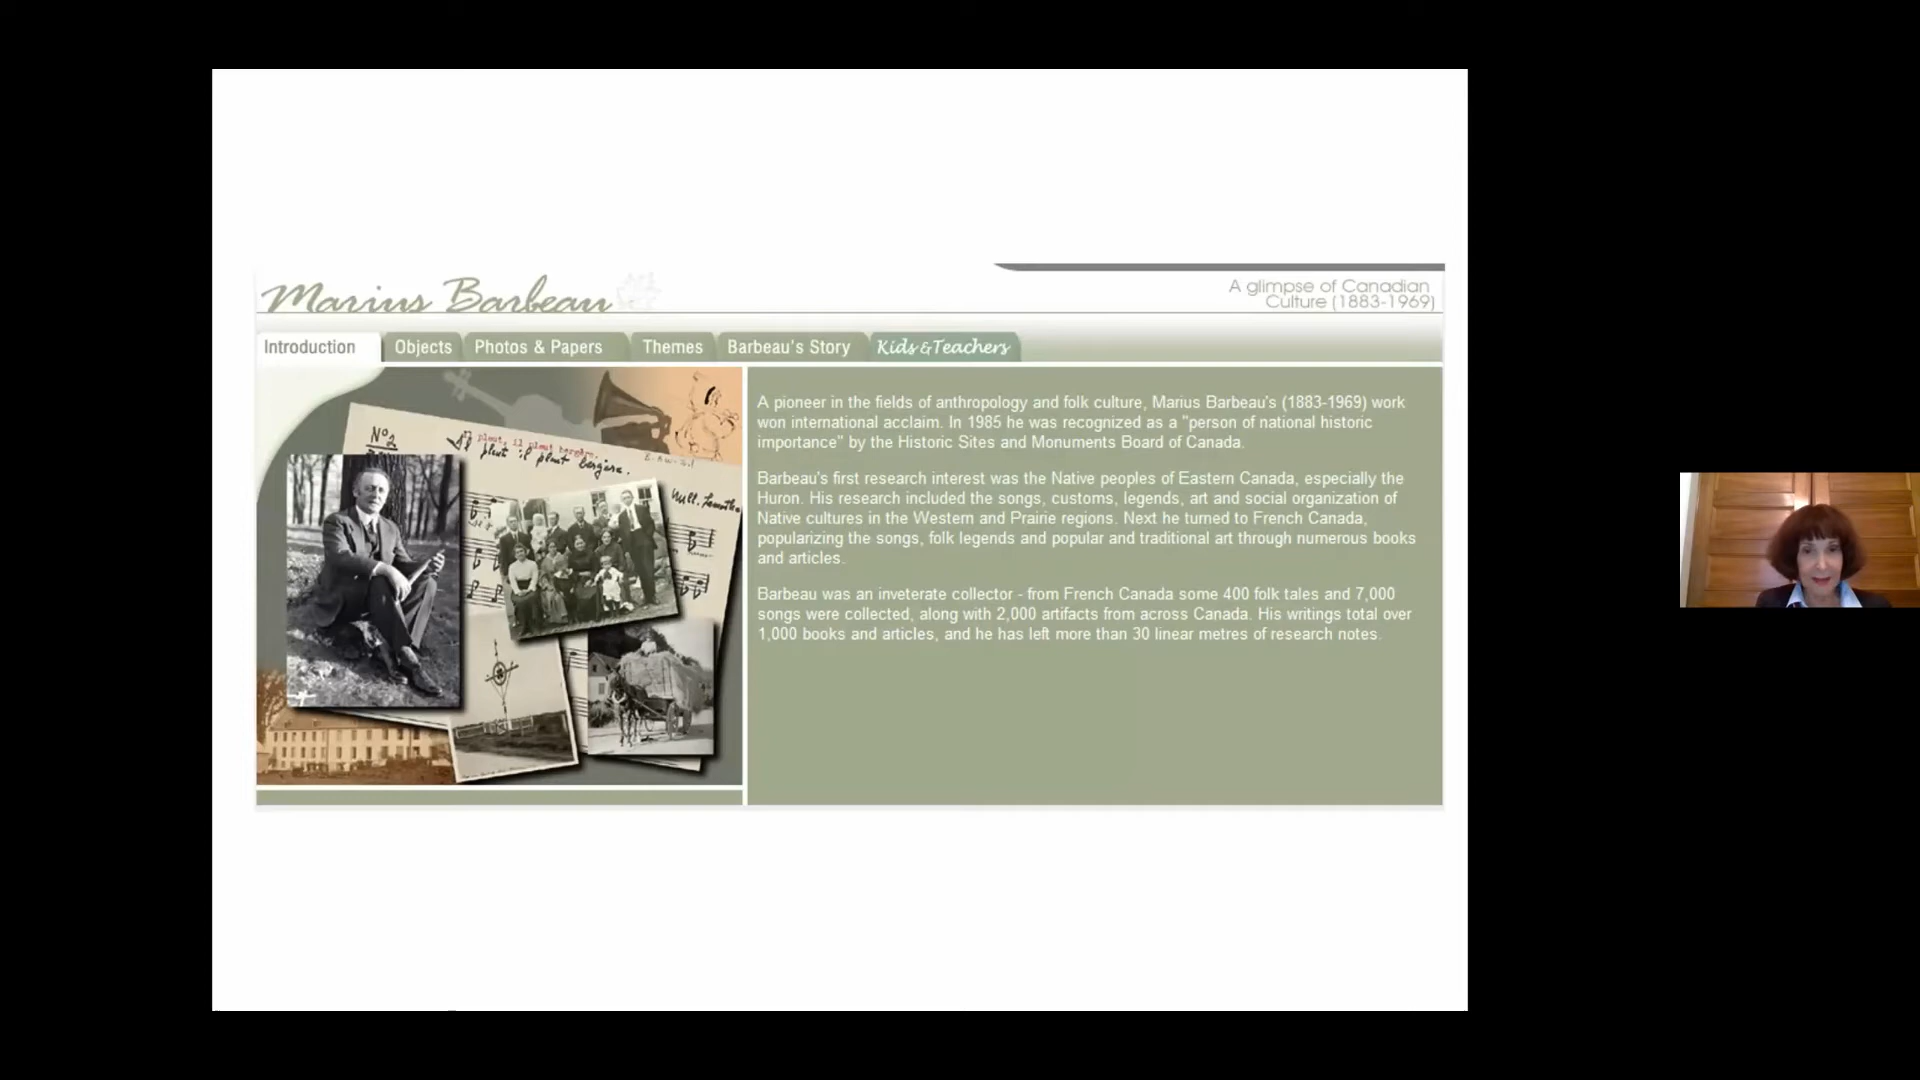 Marius Barbeau
A glimpse of Canadian
Culture (1883-1969)
Introduction
Objects
Photos & Papers
Themes
Barbeau's Story
Kids & Teachers
Nº2
pleut, il pleut bergère.
pleut il pleut bergère.
A pioneer in the fields of anthropology and folk culture, Marius Barbeau's (1883-1969) work
won international acclaim. In 1985 he was recognized as a "person of national historic
importance" by the Historic Sites and Monuments Board of Canada.
Barbeau's first research interest was the Native peoples of Eastern Canada, especially the
Huron. His research included the songs, customs, legends, art and social organization of
Native cultures in the Western and Prairie regions. Next he turned to French Canada,
popularizing the songs, folk legends and popular and traditional art through numerous books
and articles.
Barbeau was an inveterate collector - from French Canada some 400 folk tales and 7,000
songs were collected, along with 2,000 artifacts from across Canada. His writings total over
1,000 books and articles, and he has left more than 30 linear metres of research notes.